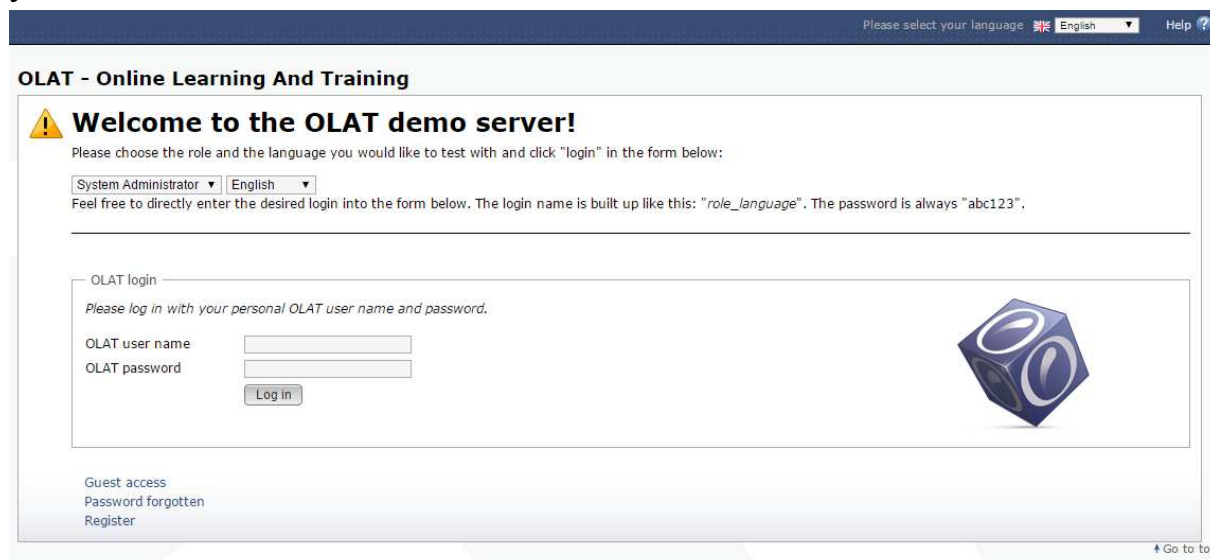 Please select your language English Help
OLAT - Online Learning And Training
Welcome to the OLAT demo server!
Please choose the role and the language you would like to test with and click "login" in the form below:
System Administrator English
Feel free to directly enter the desired login into the form below. The login name is built up like this: "role_language". The password is always "abc123".
OLAT login
Please log in with your personal OLAT user name and password.
OLAT user name
OLAT password
Log in
Guest access
Password forgotten
Register
Go to to